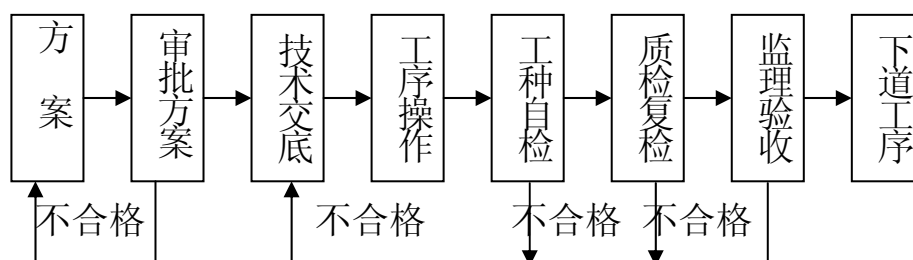 方案
审批方案
技术交底
工序操作
工种自检
质检复检
监理验收
下道工序
不合格
不合格
不合格
不合格